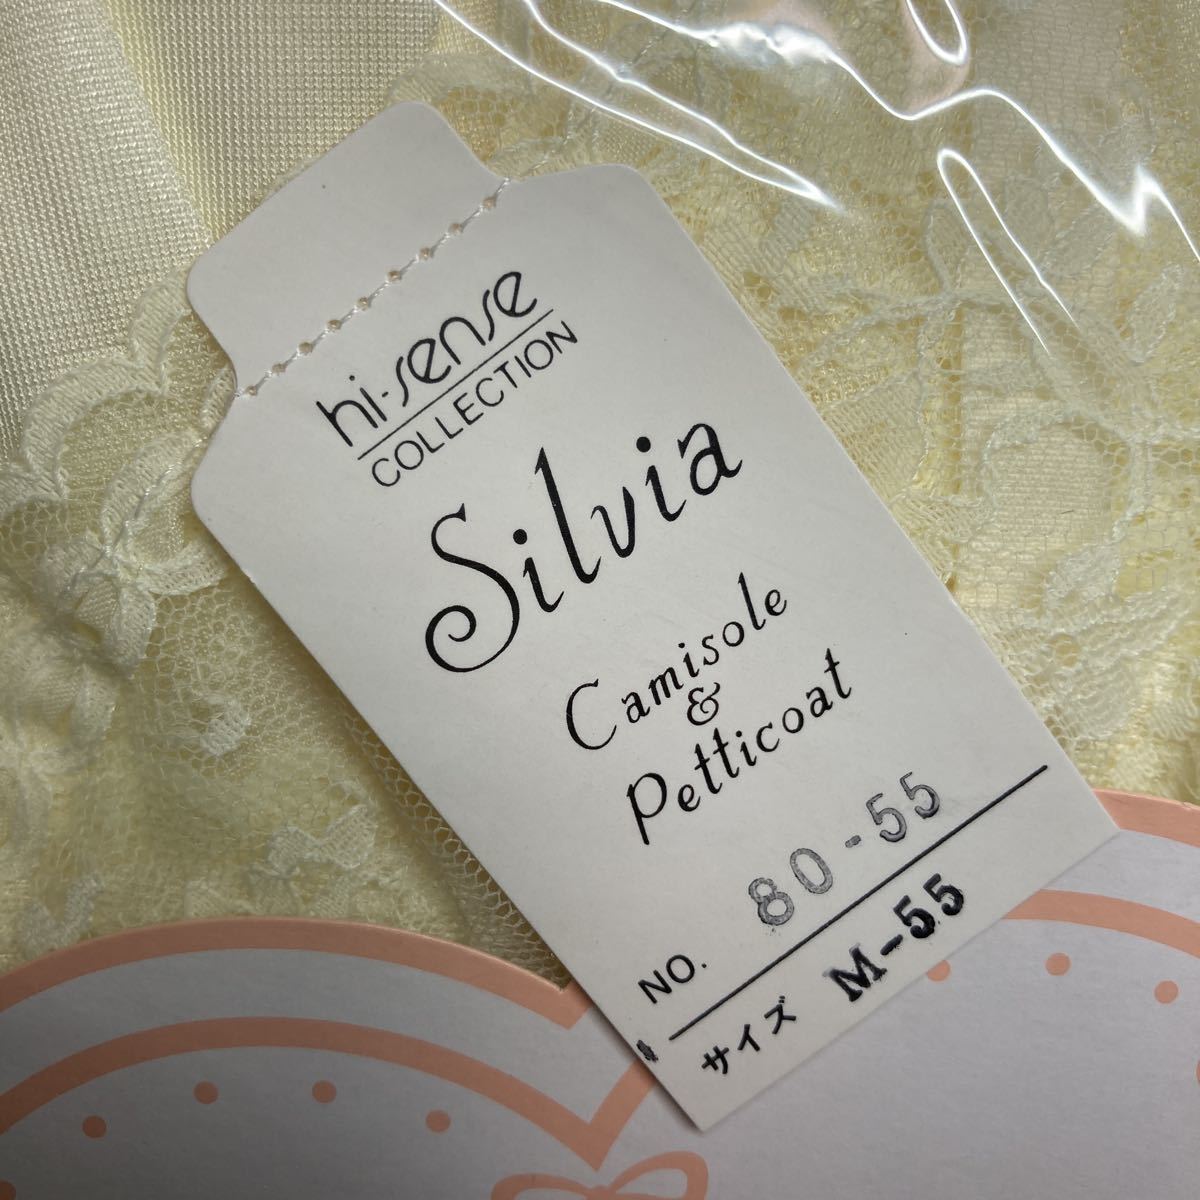 hi-sense
COLLECTION
Silvia
Camisole
&
Petticoat
NO. 80-55
サイズ M-55